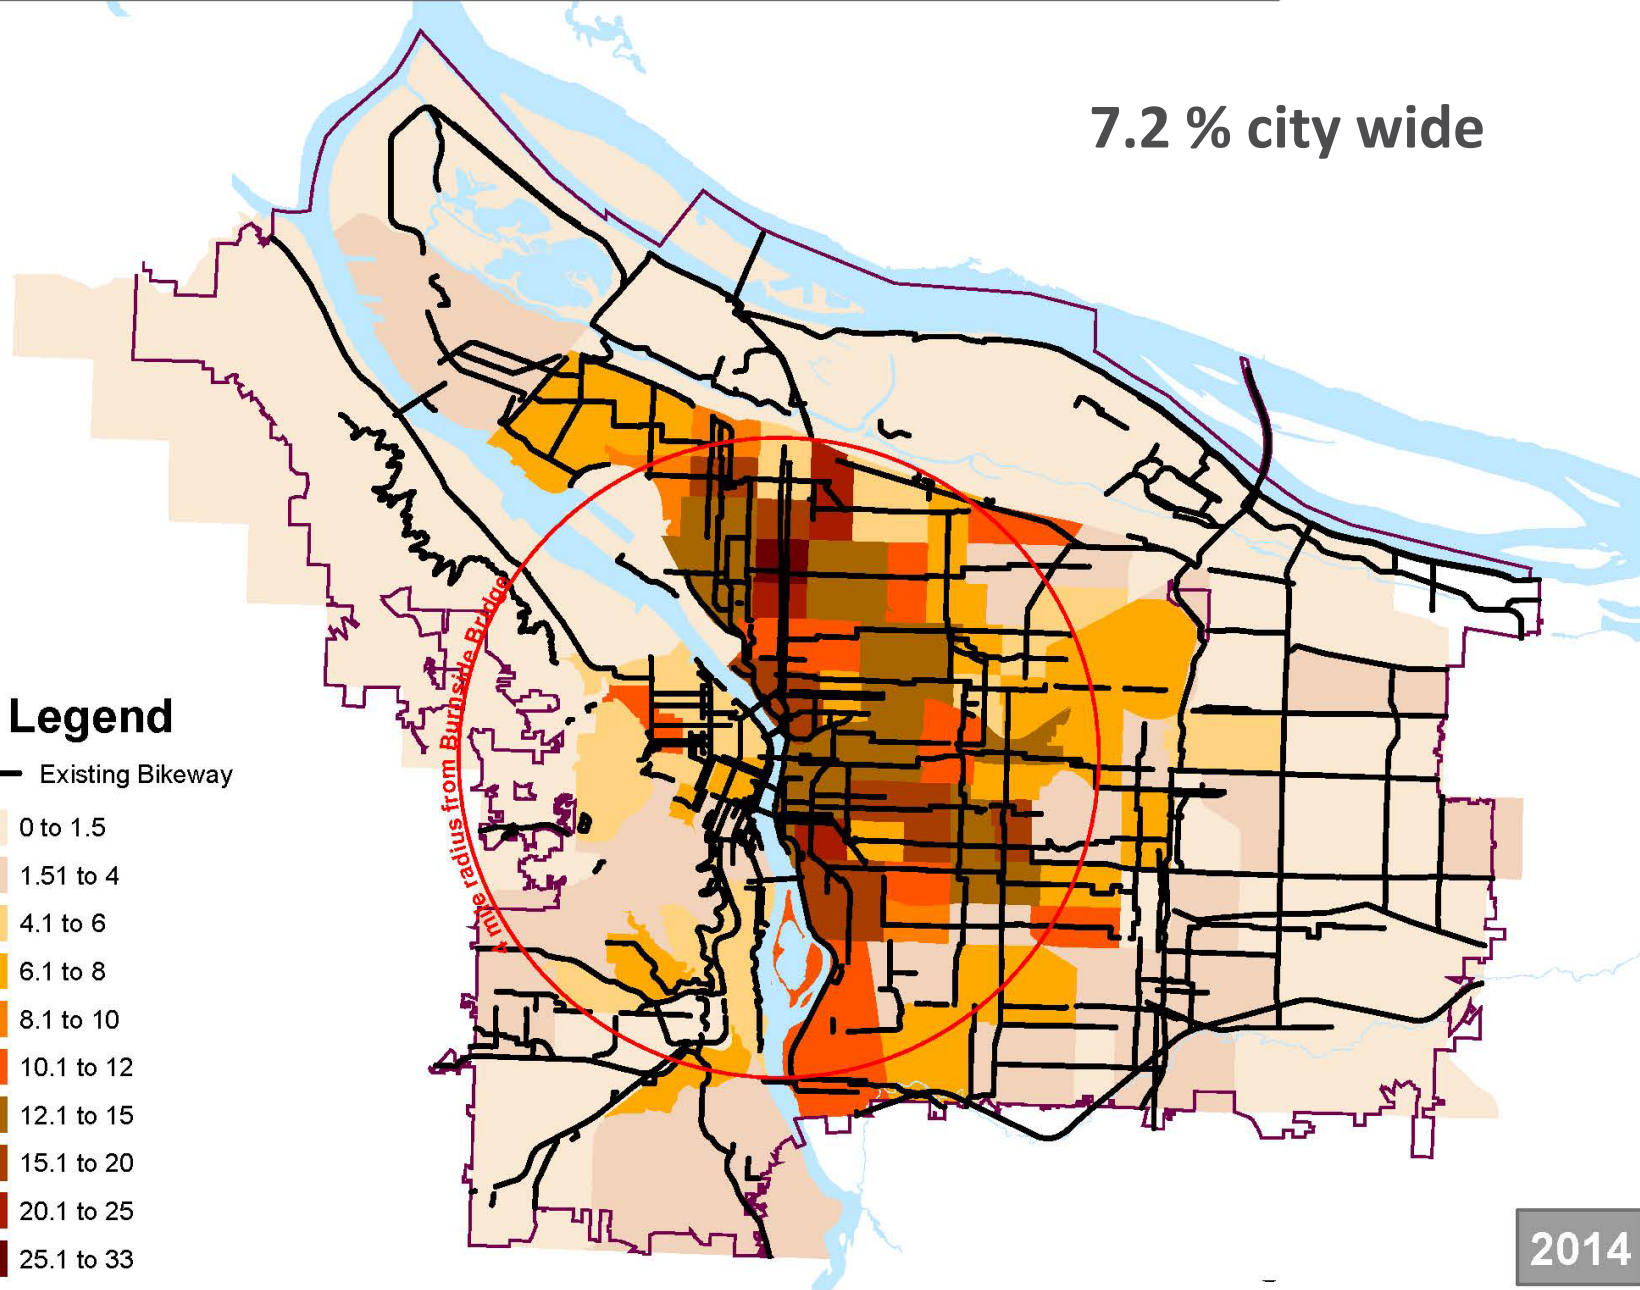 7.2 % city wide
4 mile radius from Burnside Bridge
Legend
Existing Bikeway
0 to 1.5
1.51 to 4
4.1 to 6
6.1 to 8
8.1 to 10
10.1 to 12
12.1 to 15
15.1 to 20
20.1 to 25
25.1 to 33
2014